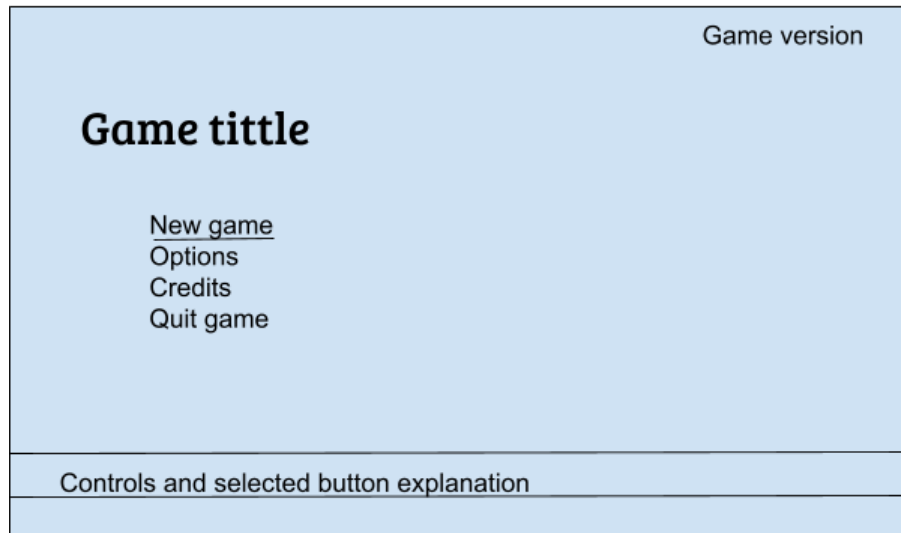 Game version
Game tittle
New game
Options
Credits
Quit game
Controls and selected button explanation